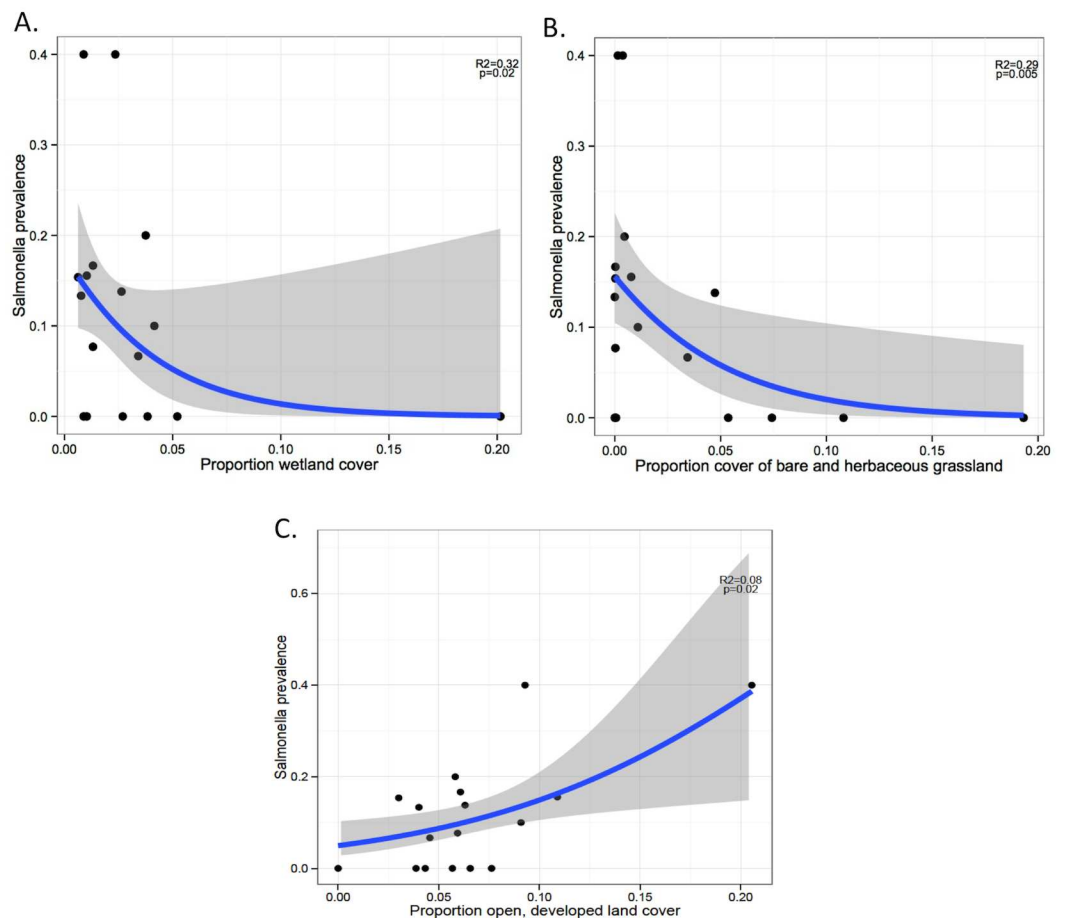 A.
B.
0.4
0.3
0.2
0.1
0.0
Salmonella prevalence
R2=0.32
p=0.02
0.00
0.05
0.10
0.15
0.20
Proportion wetland cover
0.4
0.3
0.2
0.1
0.0
Salmonella prevalence
R2=0.29
p=0.005
0.00
0.05
0.10
0.15
0.20
Proportion cover of bare and herbaceous grassland
C.
0.6
0.4
0.2
0.0
Salmonella prevalence
R2=0.08
p=0.02
0.00
0.05
0.10
0.15
0.20
Proportion open, developed land cover